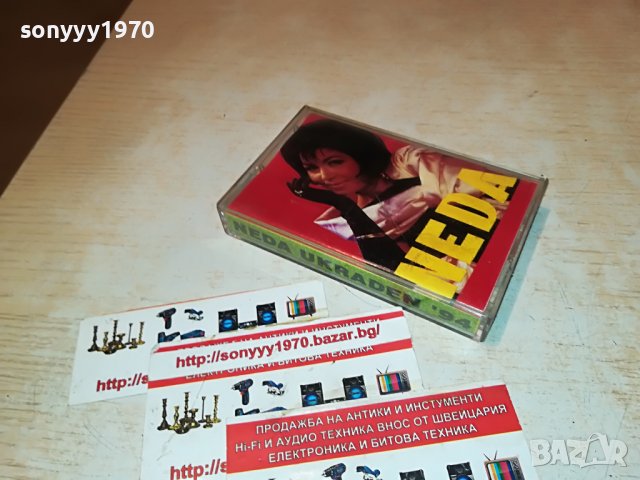 sonyyy1970
NEDA
NEDA UKRADEN '94
http://sonyyy1970.bazar.bg/
ЕЛЕКТРОНИКА И БИТОВА ТЕХНИКА
http://s
ПРОДАЖБА НА АНТИКИ И ИНСТУМЕНТИ
Hi-Fi И АУДИО ТЕХНИКА ВНОС ОТ ШВЕЙЦАРИЯ
ЕЛЕКТРОНИКА И БИТОВА ТЕХНИКА
http://so
BAZAR